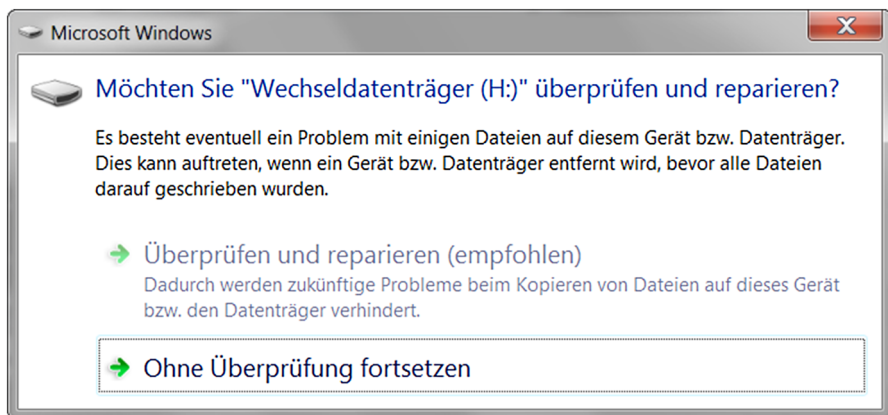 Microsoft Windows
Möchten Sie "Wechseldatenträger (H:)" überprüfen und reparieren?
Es besteht eventuell ein Problem mit einigen Dateien auf diesem Gerät bzw. Datenträger.
Dies kann auftreten, wenn ein Gerät bzw. Datenträger entfernt wird, bevor alle Dateien
darauf geschrieben wurden.
Überprüfen und reparieren (empfohlen)
Dadurch werden zukünftige Probleme beim Kopieren von Dateien auf dieses Gerät
bzw. den Datenträger verhindert.
Ohne Überprüfung fortsetzen